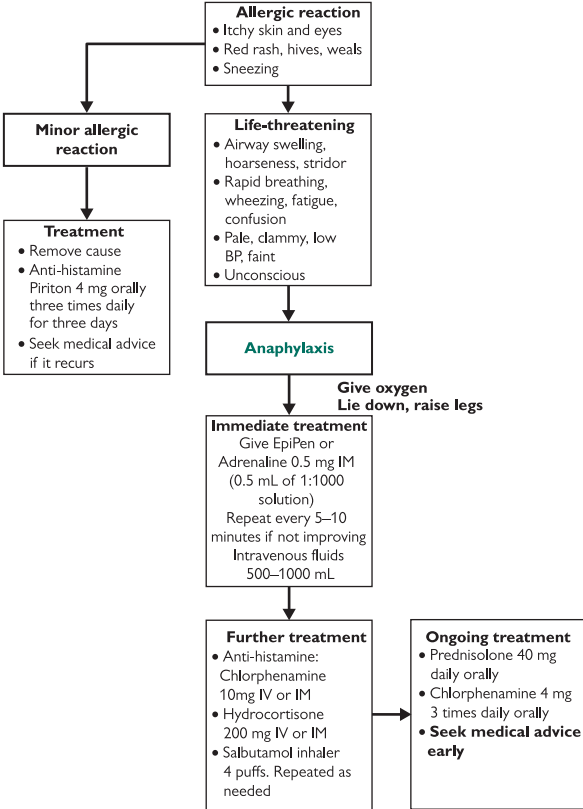 Allergic reaction
• Itchy skin and eyes
• Red rash, hives, weals
• Sneezing
Minor allergic
reaction
Treatment
• Remove cause
• Anti-histamine
Piriton 4 mg orally
three times daily
for three days
• Seek medical advice
if it recurs
Life-threatening
• Airway swelling,
hoarseness, stridor
• Rapid breathing,
wheezing, fatigue,
confusion
• Pale, clammy, low
BP, faint
• Unconscious
Anaphylaxis
Give oxygen
Lie down, raise legs
Immediate treatment
Give EpiPen or
Adrenaline 0.5 mg IM
(0.5 mL of 1:1000
solution)
Repeat every 5–10
minutes if not improving
Intravenous fluids
500–1000 mL
Further treatment
• Anti-histamine:
Chlorphenamine
10mg IV or IM
• Hydrocortisone
200 mg IV or IM
• Salbutamol inhaler
4 puffs. Repeated as
needed
Ongoing treatment
• Prednisolone 40 mg
daily orally
• Chlorphenamine 4 mg
3 times daily orally
• Seek medical advice
early